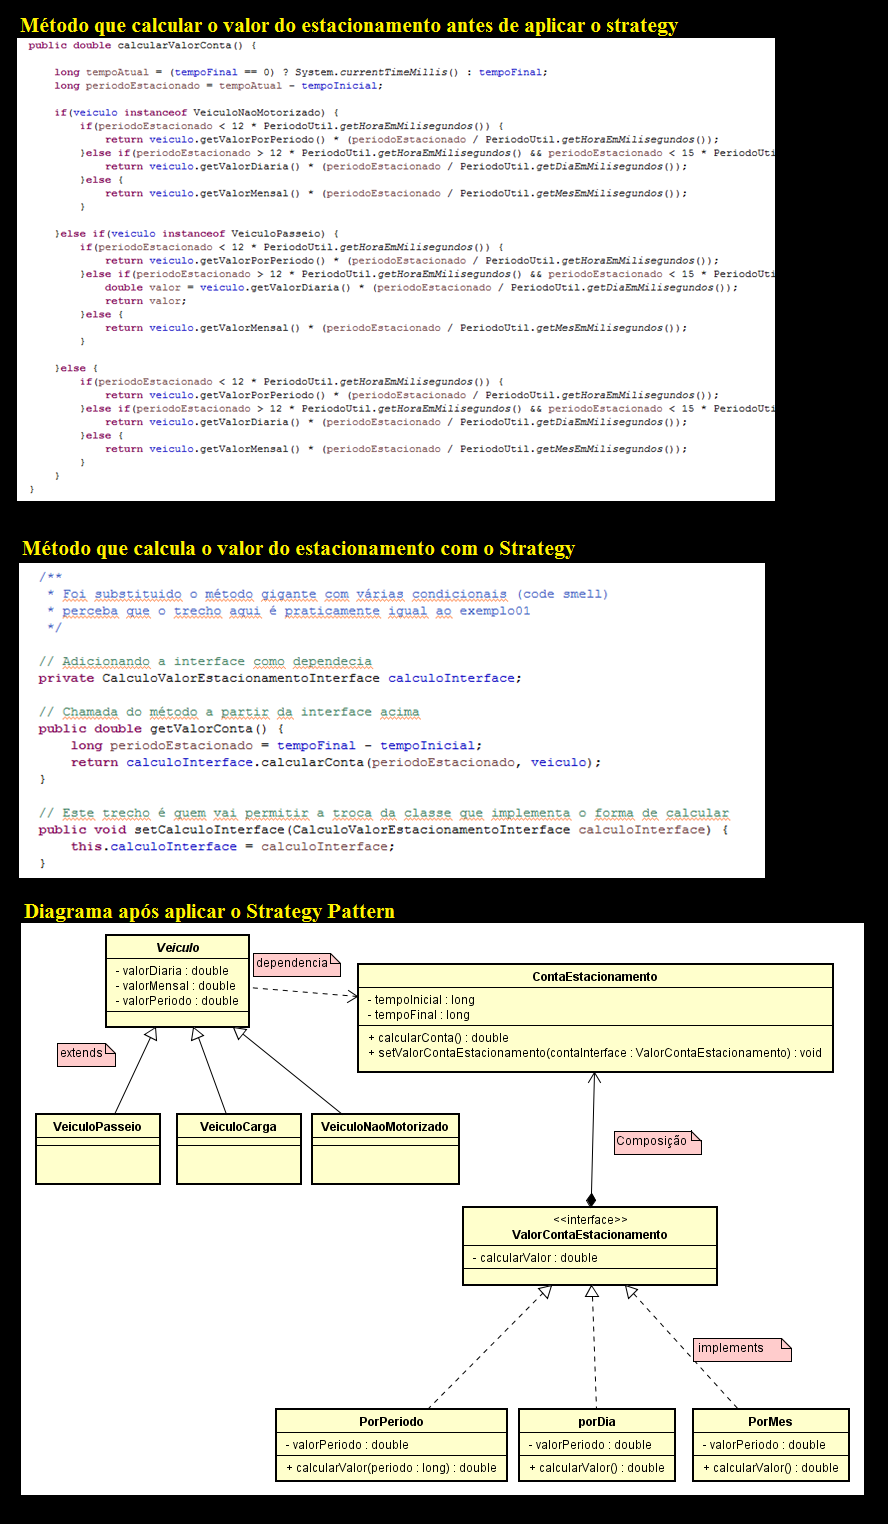 Método que calcular o valor do estacionamento antes de aplicar o strategy
public double calcularValorConta() {
long tempoAtual = (tempoFinal == 0) ? System.currentTimeMillis() : tempoFinal;
long periodoEstacionado = tempoAtual - tempoInicial;
if(veiculo instanceof VeiculoNaoMotorizado) {
if(periodoEstacionado < 12 * PeriodoUtil.getHoraEmMilisegundos()) {
return veiculo.getValorPorPeriodo() * (periodoEstacionado / PeriodoUtil.getHoraEmMilisegundos());
}else if(periodoEstacionado > 12 * PeriodoUtil.getHoraEmMilisegundos() && periodoEstacionado < 15 * PeriodoUti
return veiculo.getValorDiaria() * (periodoEstacionado / PeriodoUtil.getDiaEmMilisegundos());
}else {
return veiculo.getValorMensal() * (periodoEstacionado / PeriodoUtil.getMesEmMilisegundos());
}
}else if(veiculo instanceof VeiculoPasseio) {
if(periodoEstacionado < 12 * PeriodoUtil.getHoraEmMilisegundos()) {
return veiculo.getValorPorPeriodo() * (periodoEstacionado / PeriodoUtil.getHoraEmMilisegundos());
}else if(periodoEstacionado > 12 * PeriodoUtil.getHoraEmMilisegundos() && periodoEstacionado < 15 * PeriodoUti
double valor = veiculo.getValorDiaria() * (periodoEstacionado / PeriodoUtil.getDiaEmMilisegundos());
return valor;
}else {
return veiculo.getValorMensal() * (periodoEstacionado / PeriodoUtil.getMesEmMilisegundos());
}
}else {
if(periodoEstacionado < 12 * PeriodoUtil.getHoraEmMilisegundos()) {
return veiculo.getValorPorPeriodo() * (periodoEstacionado / PeriodoUtil.getHoraEmMilisegundos());
}else if(periodoEstacionado > 12 * PeriodoUtil.getHoraEmMilisegundos() && periodoEstacionado < 15 * PeriodoUti
return veiculo.getValorDiaria() * (periodoEstacionado / PeriodoUtil.getDiaEmMilisegundos());
}else {
return veiculo.getValorMensal() * (periodoEstacionado / PeriodoUtil.getMesEmMilisegundos());
}
}
}
Método que calcula o valor do estacionamento com o Strategy
/**
* Foi substituido o método gigante com várias condicionais (code smell)
* perceba que o trecho aqui é praticamente igual ao exemplo01
*/
// Adicionando a interface como dependecia
private CalculoValorEstacionamentoInterface calculoInterface;
// Chamada do método a partir da interface acima
public double getValorConta() {
long periodoEstacionado = tempoFinal - tempoInicial;
return calculoInterface.calcularConta(periodoEstacionado, veiculo);
}
// Este trecho é quem vai permitir a troca da classe que implementa o forma de calcular
public void setCalculoInterface(CalculoValorEstacionamentoInterface calculoInterface) {
this.calculoInterface = calculoInterface;
}
Diagrama após aplicar o Strategy Pattern
Veiculo
- valorDiaria : double
- valorMensal : double
- valorPeriodo : double
dependencia
ContaEstacionamento
- tempoInicial : long
- tempoFinal : long
+ calcularConta() : double
+ setValorContaEstacionamento(contaInterface : ValorContaEstacionamento) : void
extends
VeiculoPasseio
VeiculoCarga
VeiculoNaoMotorizado
Composição
<<interface>>
ValorContaEstacionamento
- calcularValor : double
implements
PorPeriodo
- valorPeriodo : double
+ calcularValor(periodo : long) : double
porDia
- valorPeriodo : double
+ calcularValor() : double
PorMes
- valorPeriodo : double
+ calcularValor() : double